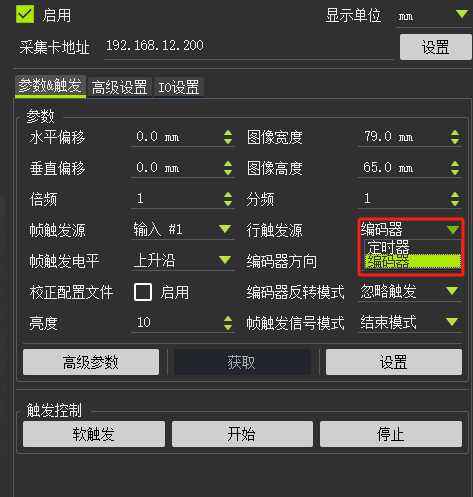 启用 显示单位 mm
采集卡地址 192.168.12.200 设置
参数&触发 高级设置 IO设置
参数
水平偏移 0.0 mm 图像宽度 79.0 mm
垂直偏移 0.0 mm 图像高度 65.0 mm
倍频 1 分频 1
帧触发源 输入 #1 行触发源 编码器
定时器
帧触发电平 上升沿 编码器方向 编码器
校正配置文件 启用 编码器反转模式 忽略触发
亮度 10 帧触发信号模式 结束模式
高级参数 获取 设置
触发控制
软触发 开始 停止